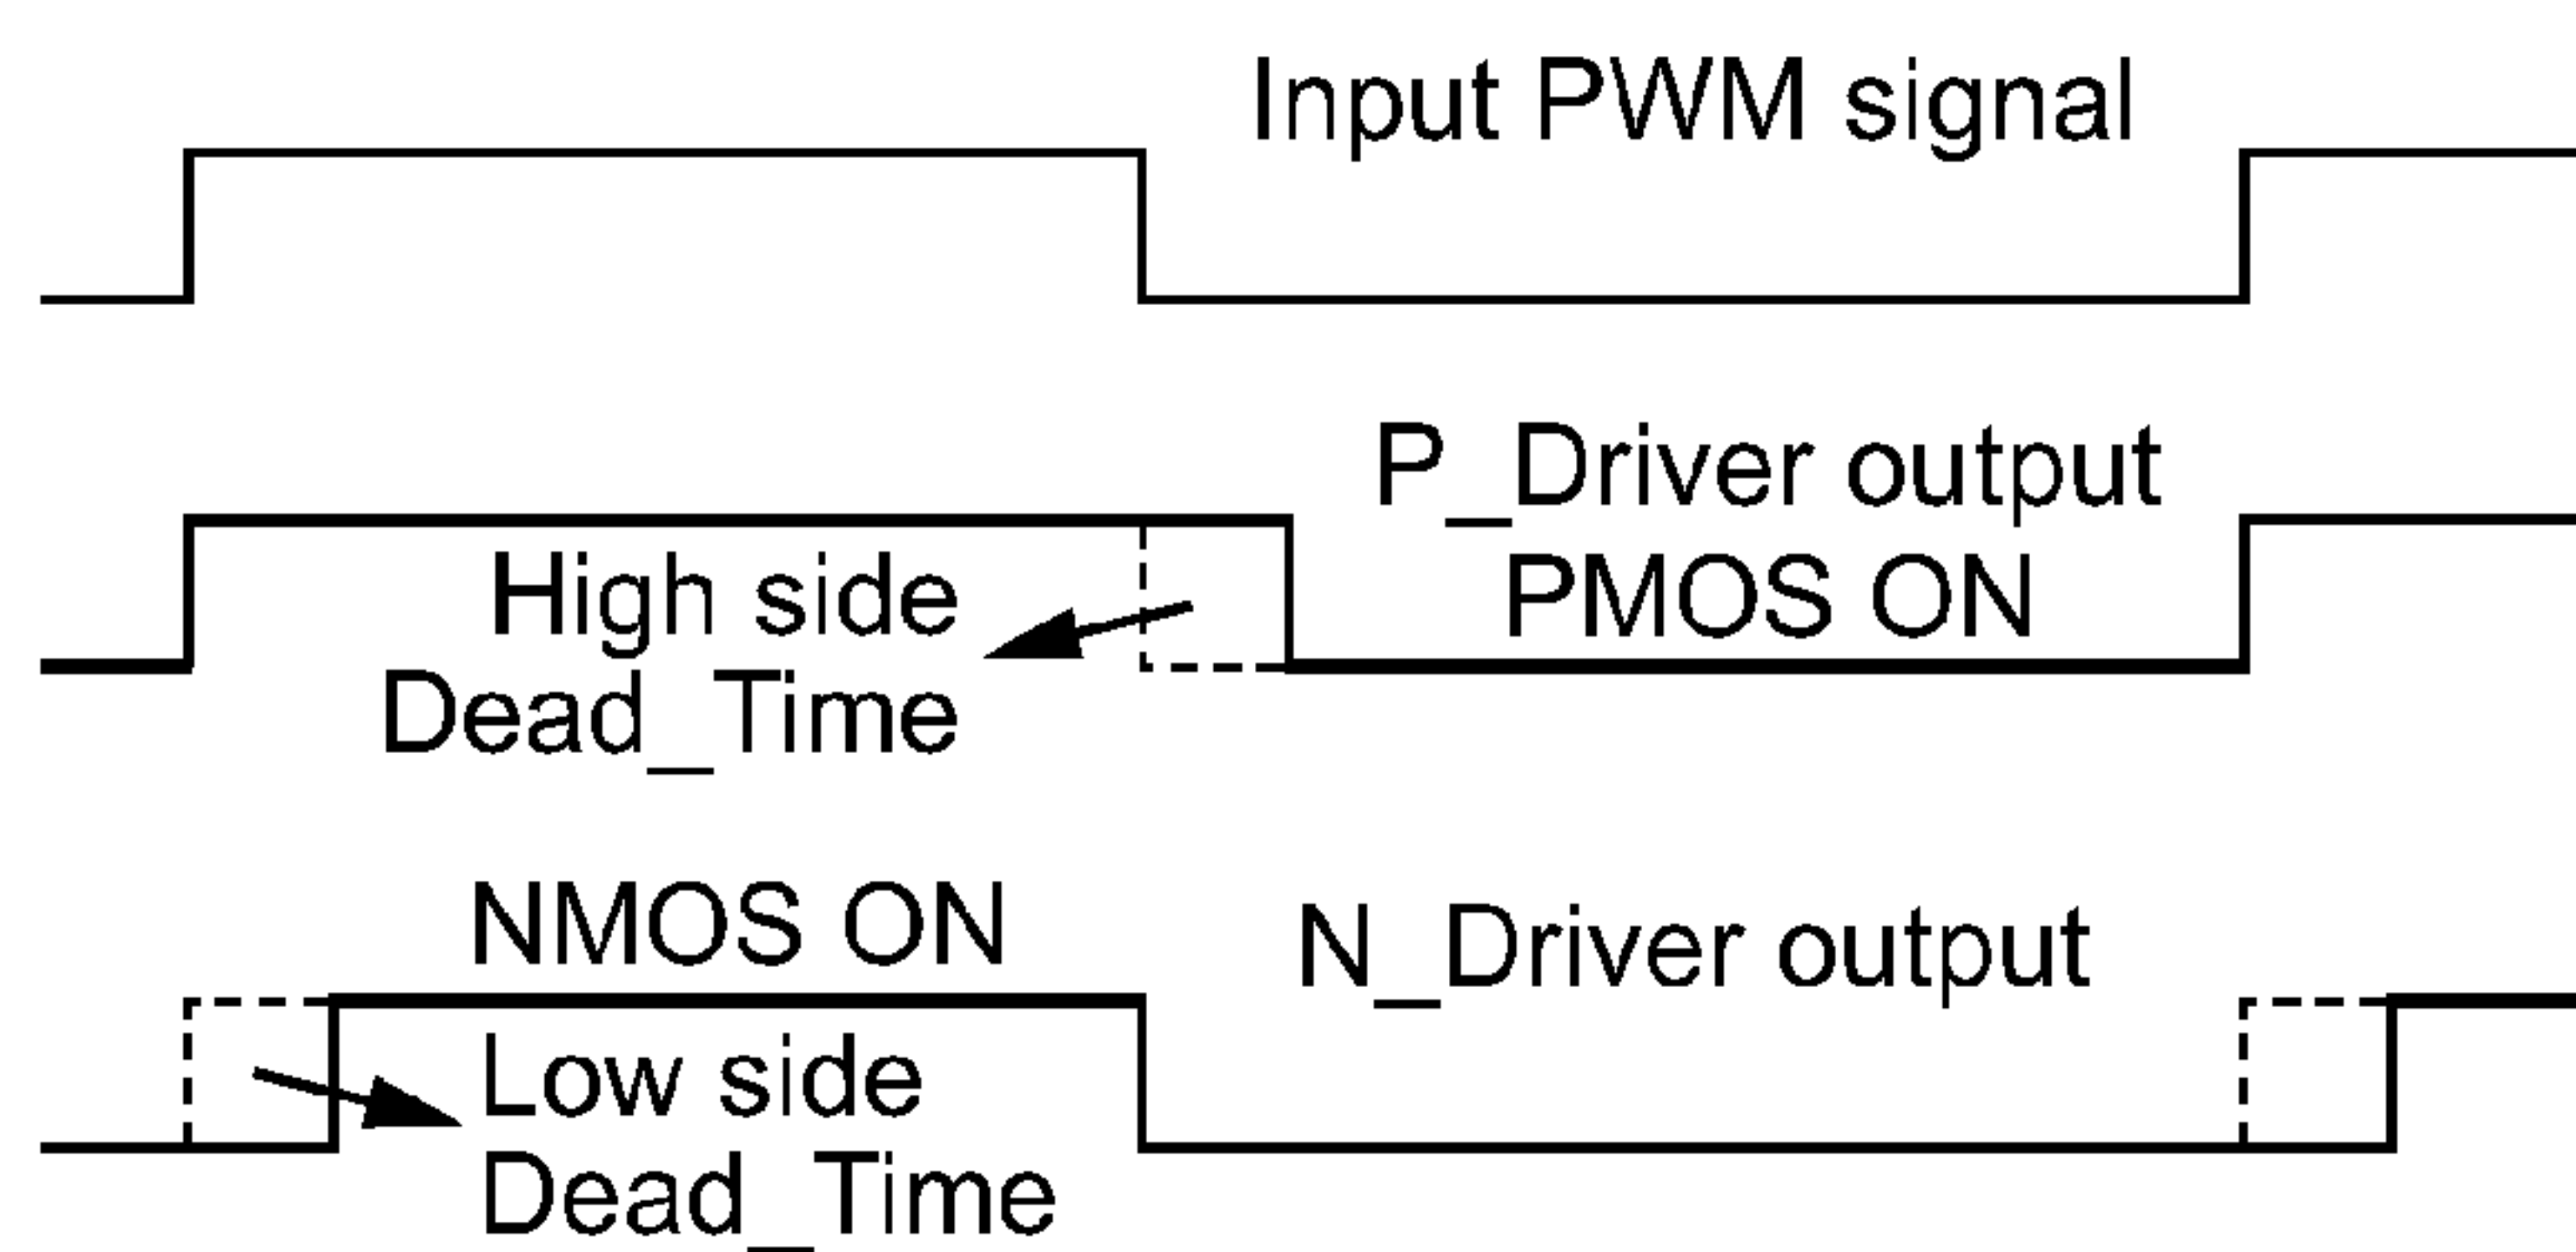 Input PWM signal
P_Driver output
High side
PMOS ON
Dead_Time
NMOS ON
N_Driver output
Low side
Dead_Time